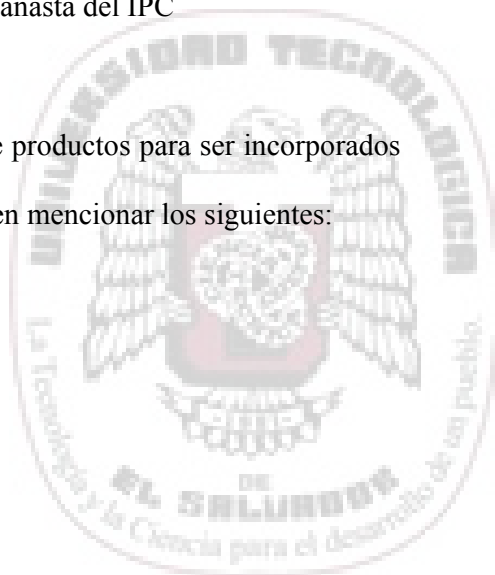 anasta del IPC
e productos para ser incorporados
en mencionar los siguientes:
UNIVERSIDAD TECNOLOGICA
La Tecnología y la Ciencia para el desarrollo de un pueblo.
DE
EL SALVADOR